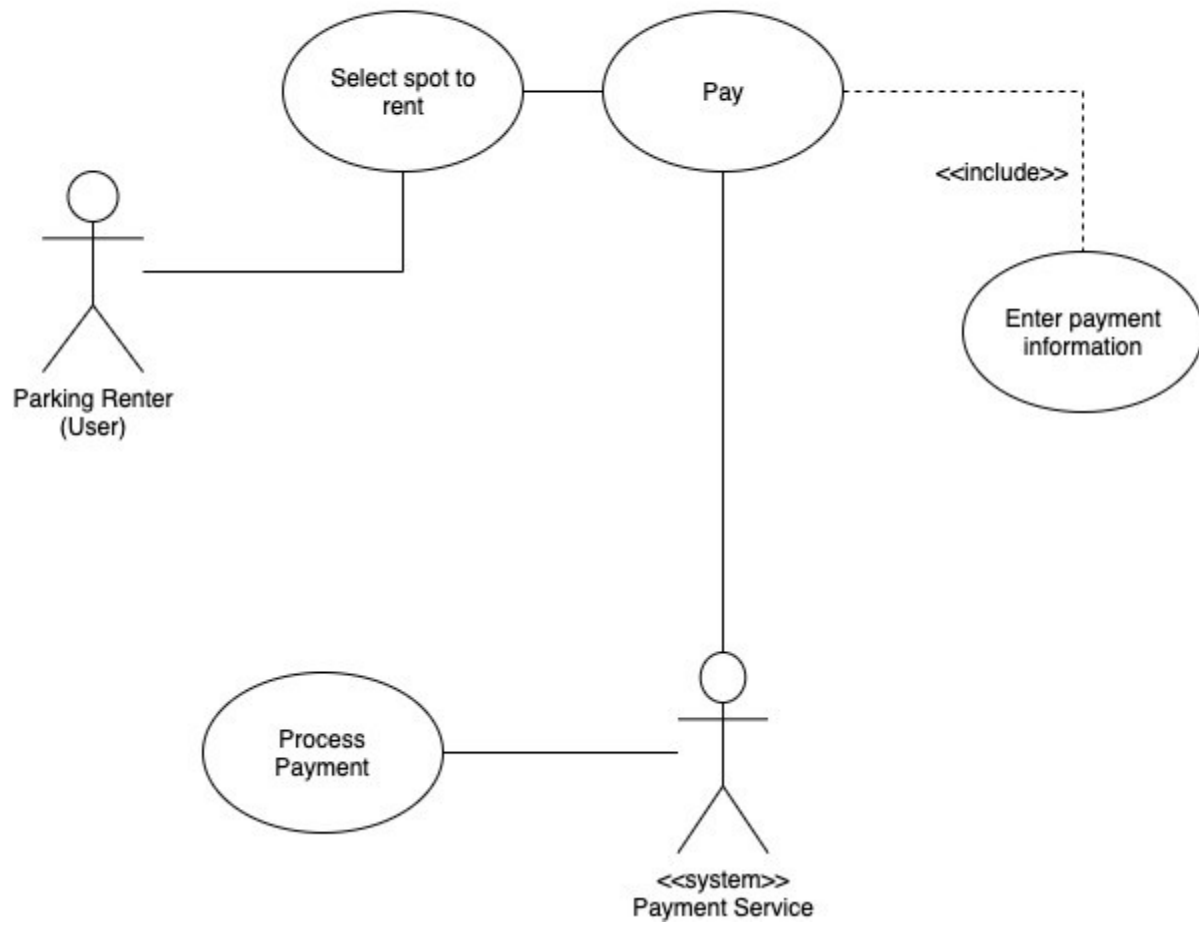 Select spot to
rent
Pay
<<include>>
Enter payment
information
Parking Renter
(User)
Process
Payment
<<system>>
Payment Service